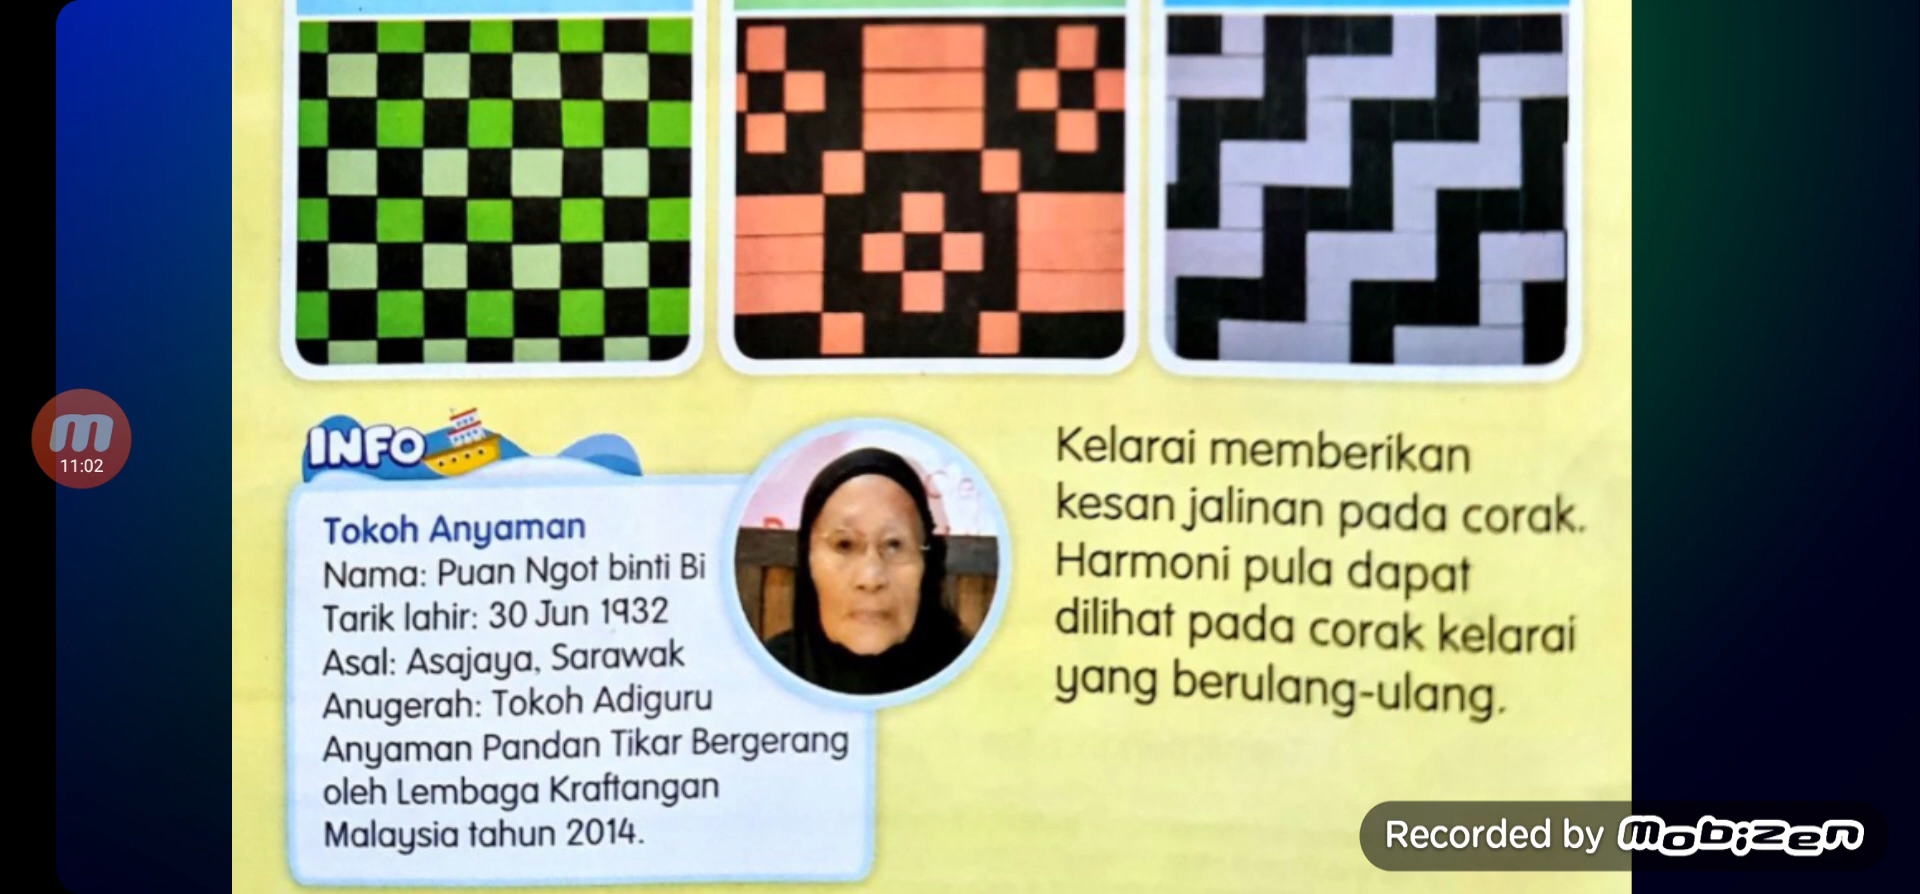 INFO
Tokoh Anyaman
Nama: Puan Ngot binti Bi
Tarik lahir: 30 Jun 1932
Asal: Asajaya, Sarawak
Anugerah: Tokoh Adiguru
Anyaman Pandan Tikar Bergerang
oleh Lembaga Kraftangan
Malaysia tahun 2014.
Kelarai memberikan
kesan jalinan pada corak.
Harmoni pula dapat
dilihat pada corak kelarai
yang berulang-ulang.
11:02
Recorded by Mobizen